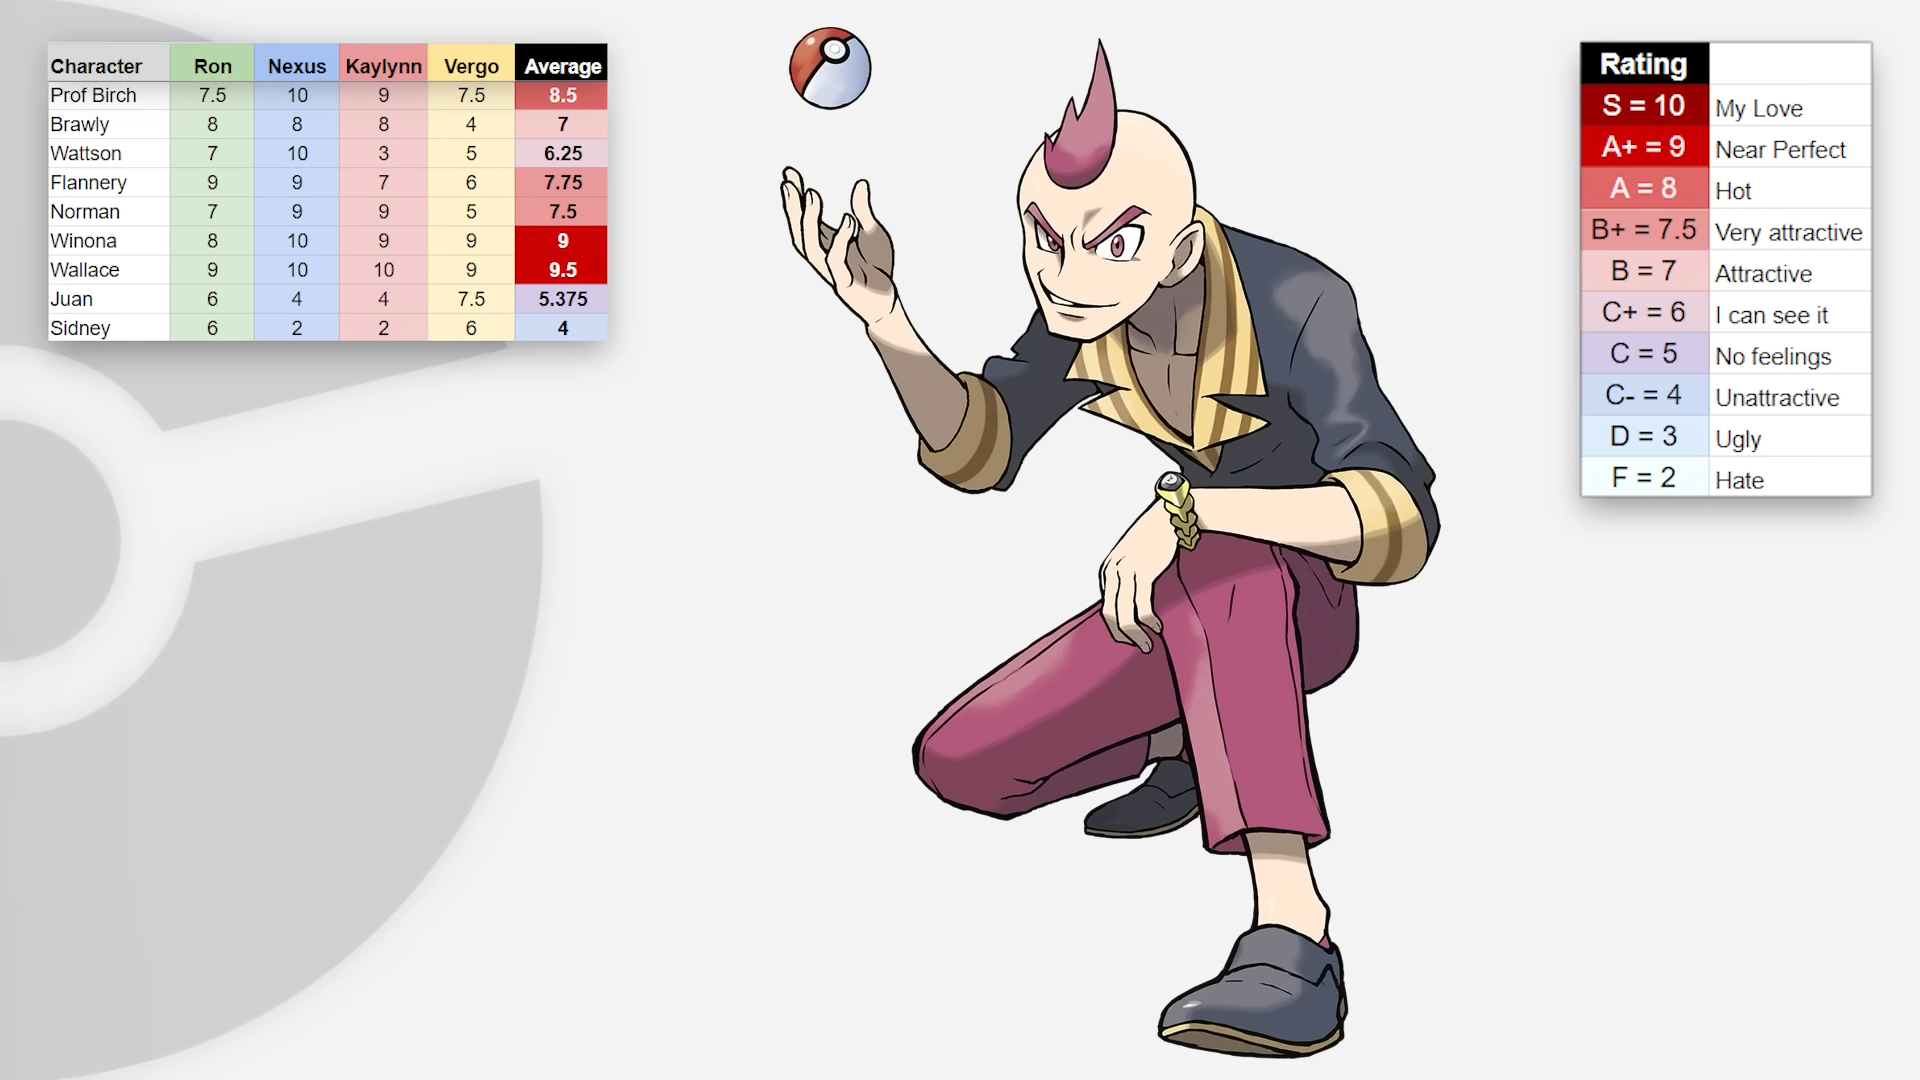 Character Ron Nexus Kaylynn Vergo Average
Prof Birch 7.5 10 9 7.5 8.5
Brawly 8 8 8 4 7
Wattson 7 10 3 5 6.25
Flannery 9 9 7 6 7.75
Norman 7 9 9 5 7.5
Winona 8 10 9 9 9
Wallace 9 10 10 9 9.5
Juan 6 4 4 7.5 5.375
Sidney 6 2 2 6 4
Rating
S = 10 My Love
A+ = 9 Near Perfect
A = 8 Hot
B+ = 7.5 Very attractive
B = 7 Attractive
C+ = 6 I can see it
C = 5 No feelings
C- = 4 Unattractive
D = 3 Ugly
F = 2 Hate